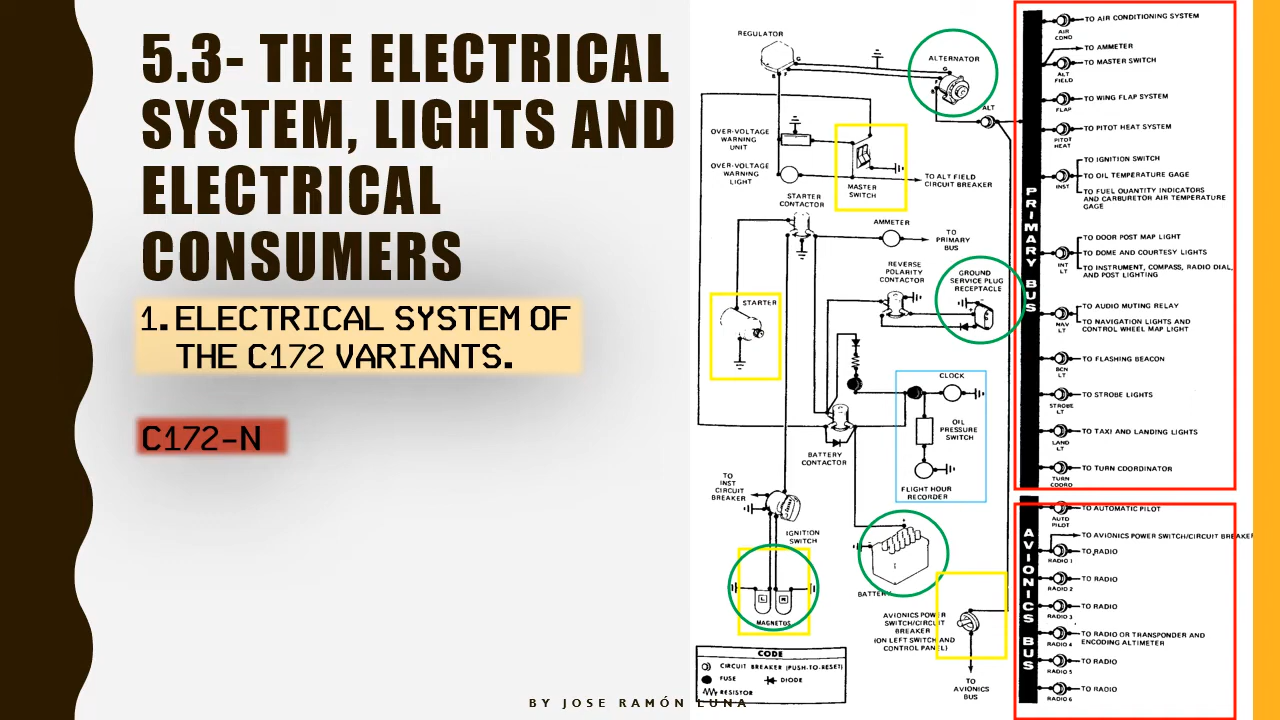 5.3- THE ELECTRICAL
SYSTEM, LIGHTS AND
ELECTRICAL
CONSUMERS
1. ELECTRICAL SYSTEM OF
THE C172 VARIANTS.
C172-N
REGULATOR
ALTERNATOR
ALT
OVER-VOLTAGE
WARNING
UNIT
OVER-VOLTAGE
WARNING
LIGHT
MASTER
SWITCH
TO ALT FIELD
CIRCUIT BREAKER
STARTER
CONTACTOR
AMMETER
TO
PRIMARY
BUS
STARTER
REVERSE
POLARITY
CONTACTOR
GROUND
SERVICE PLUG
RECEPTACLE
CLOCK
OIL
PRESSURE
SWITCH
FLIGHT HOUR
RECORDER
BATTERY
CONTACTOR
TO
INST
CIRCUIT
BREAKER
IGNITION
SWITCH
L
R
MAGNETOS
BATTERY
AVIONICS POWER
SWITCH/CIRCUIT
BREAKER
(ON LEFT SWITCH AND
CONTROL PANEL)
TO
AVIONICS
BUS
CODE
CIRCUIT BREAKER (PUSH-TO-RESET)
FUSE
DIODE
RESISTOR
PRIMARY BUS
AIR
COND
TO AIR CONDITIONING SYSTEM
TO AMMETER
TO MASTER SWITCH
ALT
FIELD
TO WING FLAP SYSTEM
FLAP
TO PITOT HEAT SYSTEM
PITOT
HEAT
TO IGNITION SWITCH
TO OIL TEMPERATURE GAGE
INST
TO FUEL QUANTITY INDICATORS
AND CARBURETOR AIR TEMPERATURE
GAGE
TO DOOR POST MAP LIGHT
TO DOME AND COURTESY LIGHTS
INT
LT
TO INSTRUMENT, COMPASS, RADIO DIAL,
AND POST LIGHTING
TO AUDIO MUTING RELAY
NAV
LT
TO NAVIGATION LIGHTS AND
CONTROL WHEEL MAP LIGHT
TO FLASHING BEACON
BCN
LT
TO STROBE LIGHTS
STROBE
LT
TO TAXI AND LANDING LIGHTS
LAND
LT
TO TURN COORDINATOR
TURN
COORD
AVIONICS BUS
TO AUTOMATIC PILOT
AUTO
PILOT
TO AVIONICS POWER SWITCH/CIRCUIT BREAKER
TO RADIO
RADIO 1
TO RADIO
RADIO 2
TO RADIO
RADIO 3
TO RADIO OR TRANSPONDER AND
ENCODING ALTIMETER
RADIO 4
TO RADIO
RADIO 5
TO RADIO
RADIO 6
BY JOSE RAMÓN LUNA